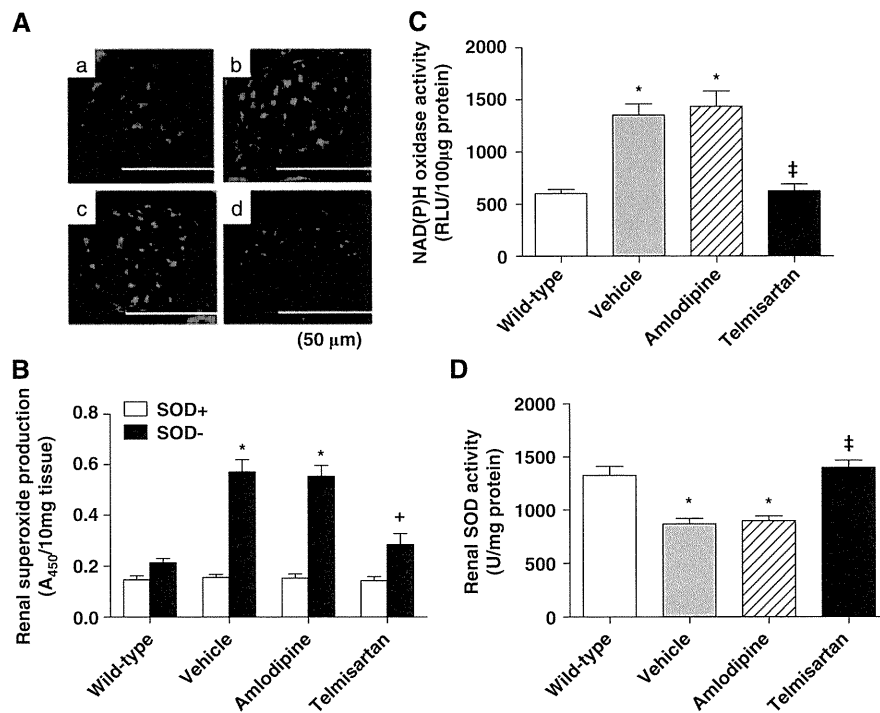 A
a
b
c
d
(50 μm)
B
Renal superoxide production
(A450/10mg tissue)
0.8
0.6
0.4
0.2
0.0
SOD+
SOD-
*
*
+
Wild-type
Vehicle
Amlodipine
Telmisartan
C
NAD(P)H oxidase activity
(RLU/100μg protein)
2000
1500
1000
500
0
*
*
‡
Wild-type
Vehicle
Amlodipine
Telmisartan
D
Renal SOD activity
(U/mg protein)
2000
1500
1000
500
0
*
*
‡
Wild-type
Vehicle
Amlodipine
Telmisartan